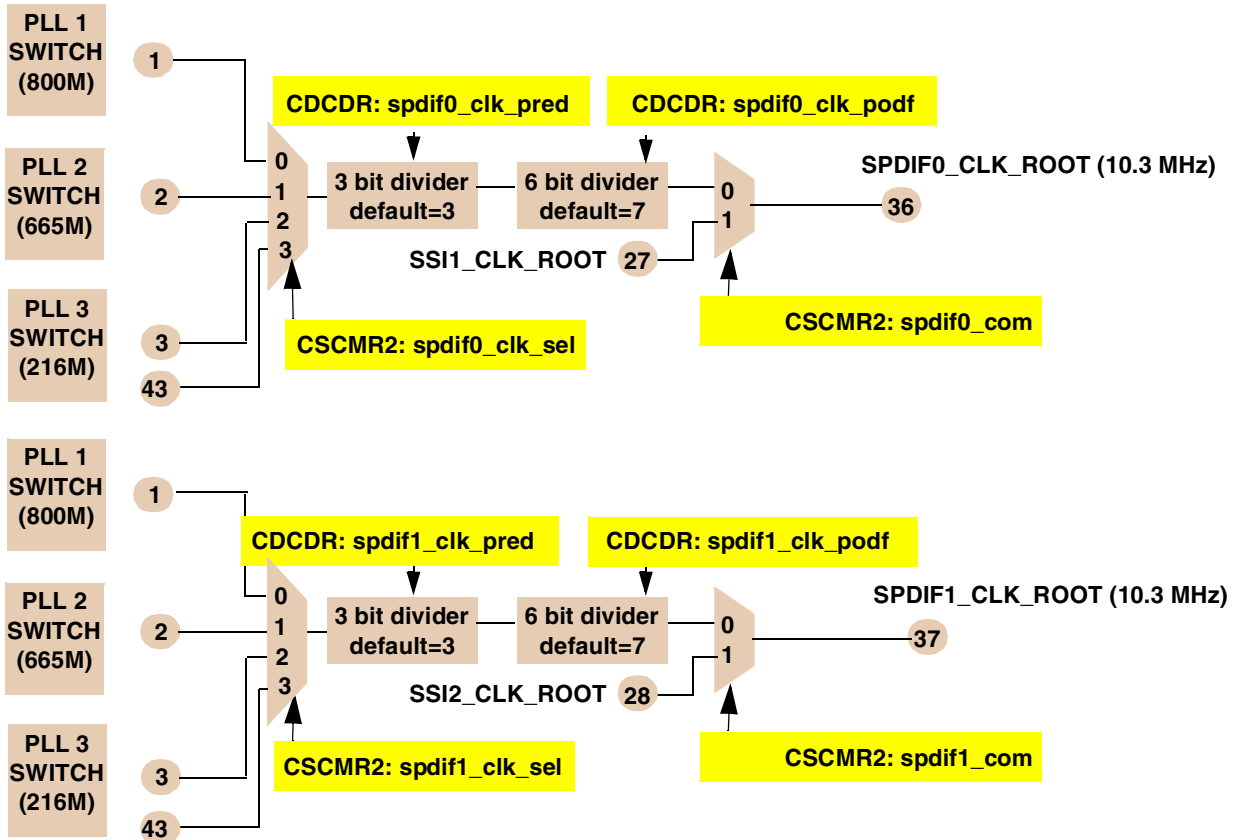 PLL 1
SWITCH
(800M)
1
CDCDR: spdif0_clk_pred
CDCDR: spdif0_clk_podf
PLL 2
SWITCH
(665M)
2
0
1
2
3
3 bit divider
default=3
6 bit divider
default=7
0
1
SPDIF0_CLK_ROOT (10.3 MHz)
36
SSI1_CLK_ROOT
27
PLL 3
SWITCH
(216M)
3
43
CSCMR2: spdif0_clk_sel
CSCMR2: spdif0_com
PLL 1
SWITCH
(800M)
1
CDCDR: spdif1_clk_pred
CDCDR: spdif1_clk_podf
PLL 2
SWITCH
(665M)
2
0
1
2
3
3 bit divider
default=3
6 bit divider
default=7
0
1
SPDIF1_CLK_ROOT (10.3 MHz)
37
SSI2_CLK_ROOT
28
PLL 3
SWITCH
(216M)
3
43
CSCMR2: spdif1_clk_sel
CSCMR2: spdif1_com